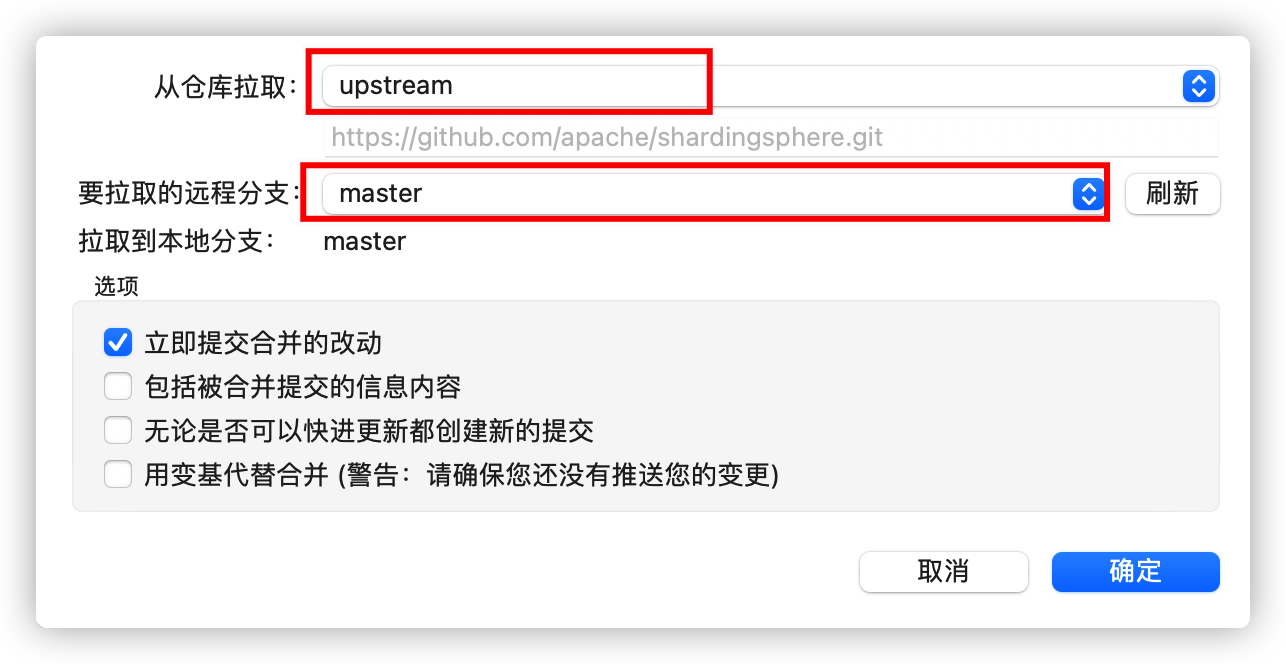 从仓库拉取： upstream
https://github.com/apache/shardingsphere.git
要拉取的远程分支： master 刷新
拉取到本地分支： master
选项
立即提交合并的改动
包括被合并提交的信息内容
无论是否可以快进更新都创建新的提交
用变基代替合并 (警告：请确保您还没有推送您的变更)
取消 确定